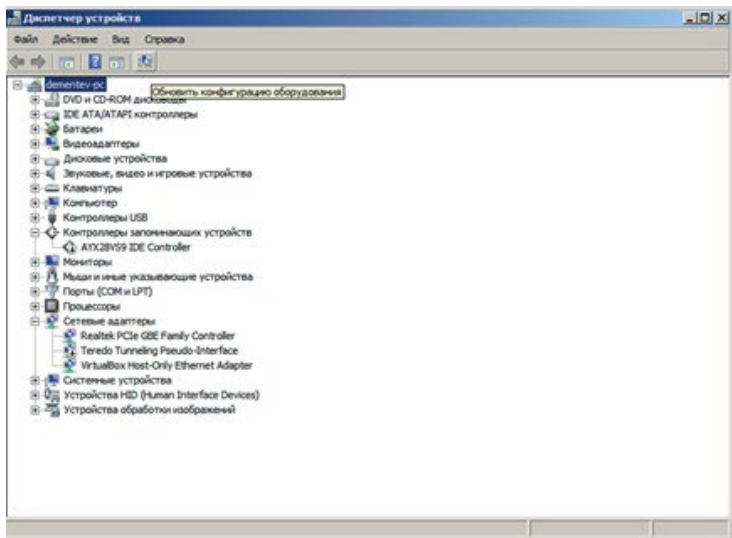 Диспетчер устройств
Файл Действие Вид Справка
dementev-pc
Обновить конфигурацию оборудования
DVD и CD-ROM дисководы
IDE ATA/ATAPI контроллеры
Батареи
Видеоадаптеры
Дисковые устройства
Звуковые, видео и игровые устройства
Клавиатуры
Компьютер
Контроллеры USB
Контроллеры запоминающих устройств
AYX2BVS9 IDE Controller
Мониторы
Мыши и иные указывающие устройства
Порты (COM и LPT)
Процессоры
Сетевые адаптеры
Realtek PCIe GBE Family Controller
Teredo Tunneling Pseudo-Interface
VirtualBox Host-Only Ethernet Adapter
Системные устройства
Устройства HID (Human Interface Devices)
Устройства обработки изображений